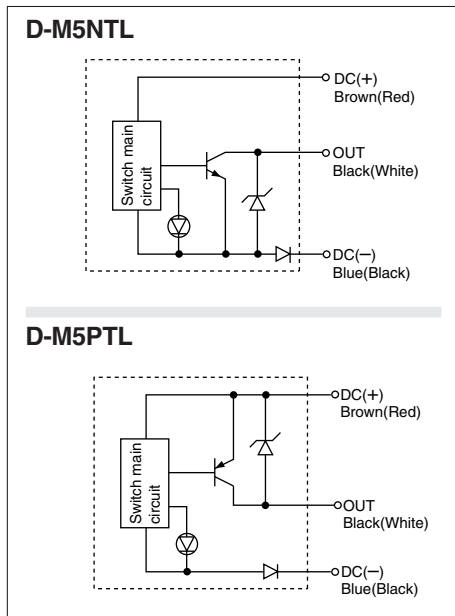 D-M5NTL
DC(+)
Brown(Red)
Switch main
circuit
OUT
Black(White)
DC(−)
Blue(Black)
D-M5PTL
DC(+)
Brown(Red)
Switch main
circuit
OUT
Black(White)
DC(−)
Blue(Black)